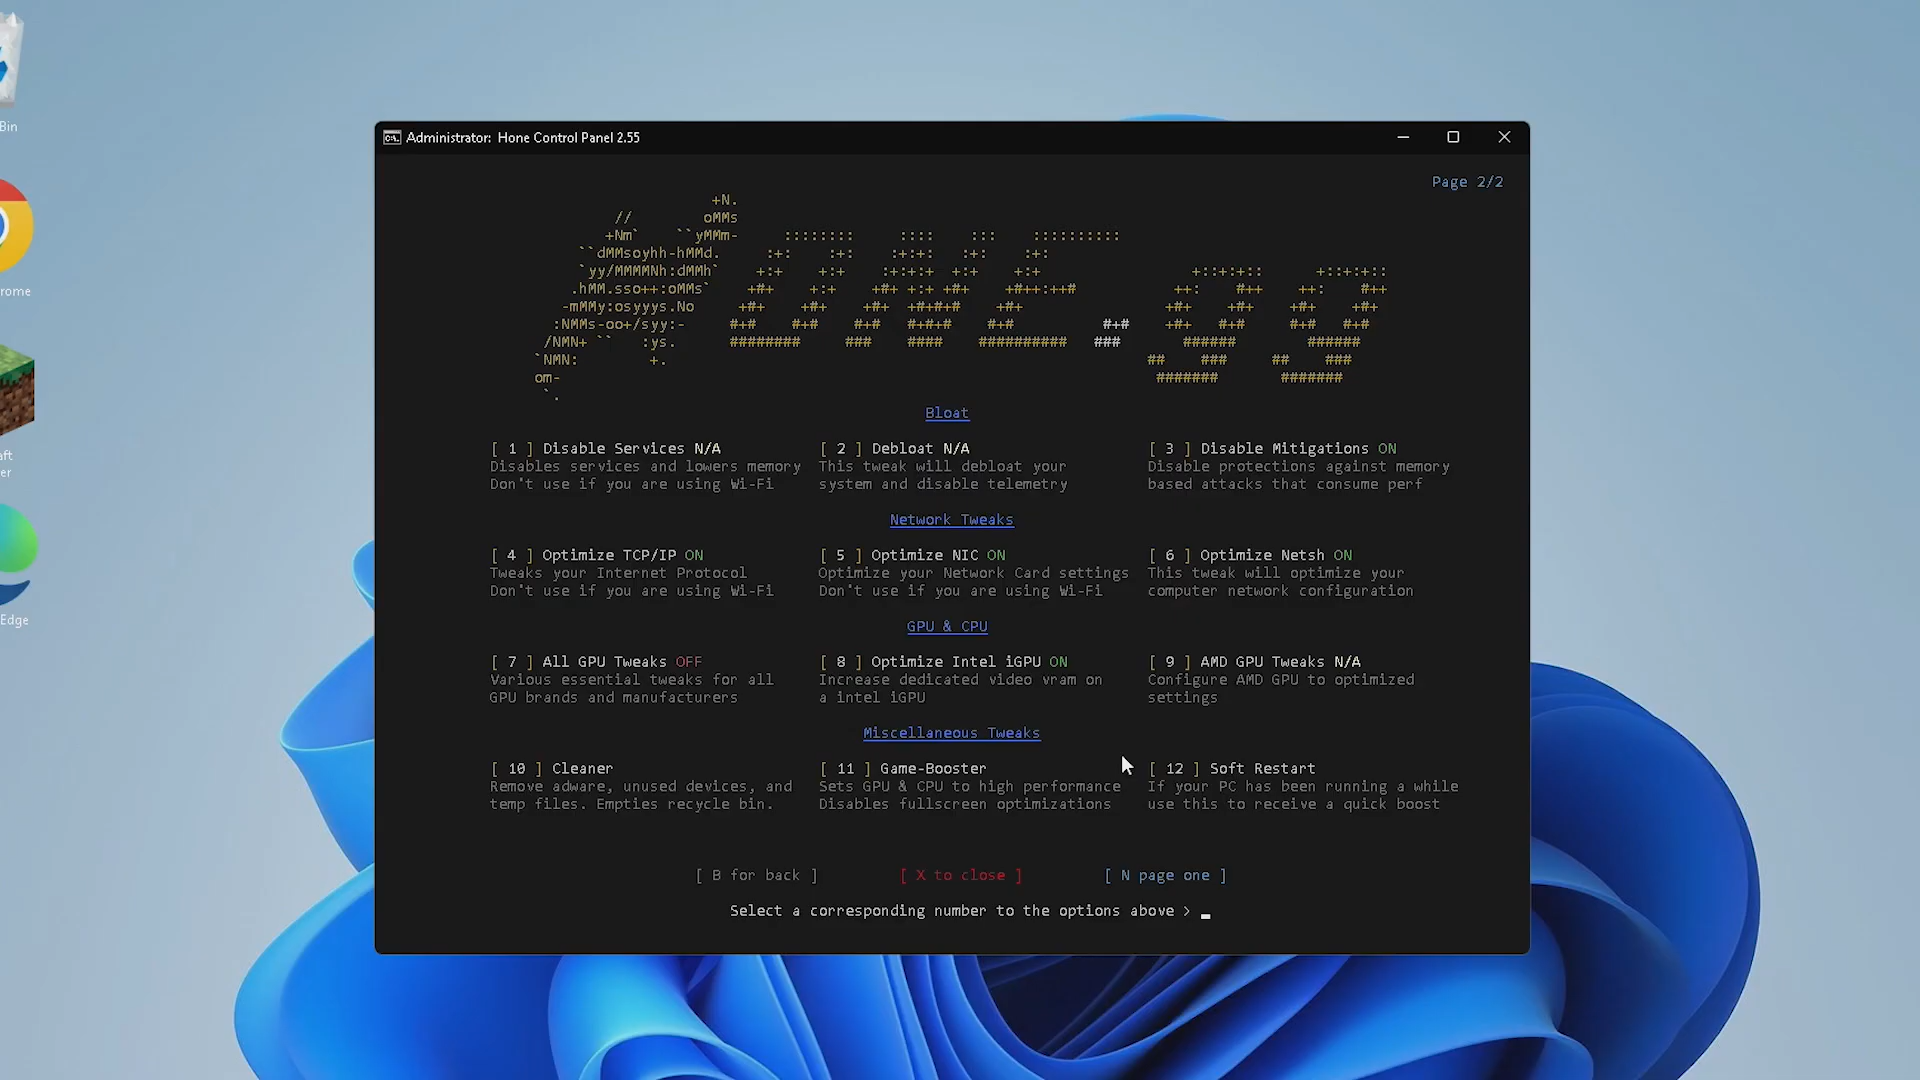 Administrator: Hone Control Panel 2.55
Page 2/2
Bloat
[ 1 ] Disable Services N/A
Disables services and lowers memory
Don't use if you are using Wi-Fi
[ 2 ] Debloat N/A
This tweak will debloat your
system and disable telemetry
[ 3 ] Disable Mitigations ON
Disable protections against memory
based attacks that consume perf
Network Tweaks
[ 4 ] Optimize TCP/IP ON
Tweaks your Internet Protocol
Don't use if you are using Wi-Fi
[ 5 ] Optimize NIC ON
Optimize your Network Card settings
Don't use if you are using Wi-Fi
[ 6 ] Optimize Netsh ON
This tweak will optimize your
computer network configuration
GPU & CPU
[ 7 ] All GPU Tweaks OFF
Various essential tweaks for all
GPU brands and manufacturers
[ 8 ] Optimize Intel iGPU ON
Increase dedicated video vram on
a intel iGPU
[ 9 ] AMD GPU Tweaks N/A
Configure AMD GPU to optimized
settings
Miscellaneous Tweaks
[ 10 ] Cleaner
Remove adware, unused devices, and
temp files. Empties recycle bin.
[ 11 ] Game-Booster
Sets GPU & CPU to high performance
Disables fullscreen optimizations
[ 12 ] Soft Restart
If your PC has been running a while
use this to receive a quick boost
[ B for back ]
[ X to close ]
[ N page one ]
Select a corresponding number to the options above > _
Bin
rome
aft
er
Edge